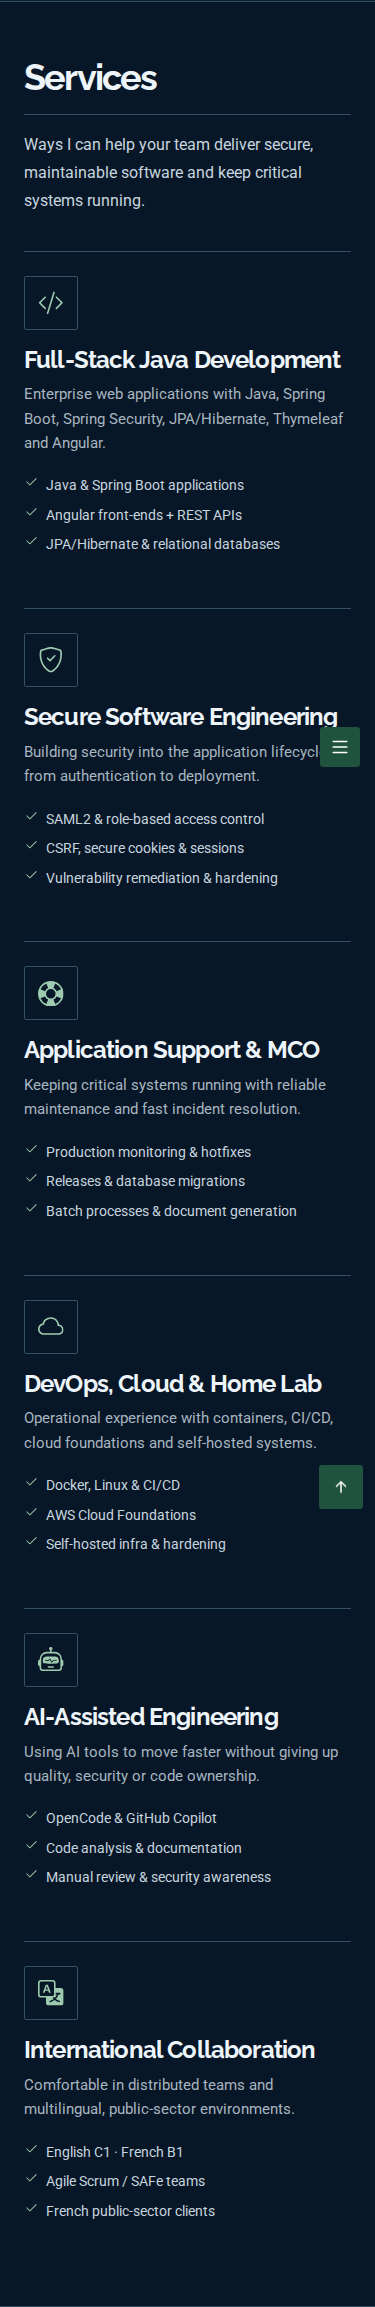 Services
Ways I can help your team deliver secure,
maintainable software and keep critical
systems running.
Full-Stack Java Development
Enterprise web applications with Java, Spring
Boot, Spring Security, JPA/Hibernate, Thymeleaf
and Angular.
Java & Spring Boot applications
Angular front-ends + REST APIs
JPA/Hibernate & relational databases
Secure Software Engineering
Building security into the application lifecycle
from authentication to deployment.
SAML2 & role-based access control
CSRF, secure cookies & sessions
Vulnerability remediation & hardening
Application Support & MCO
Keeping critical systems running with reliable
maintenance and fast incident resolution.
Production monitoring & hotfixes
Releases & database migrations
Batch processes & document generation
DevOps, Cloud & Home Lab
Operational experience with containers, CI/CD,
cloud foundations and self-hosted systems.
Docker, Linux & CI/CD
AWS Cloud Foundations
Self-hosted infra & hardening
AI-Assisted Engineering
Using AI tools to move faster without giving up
quality, security or code ownership.
OpenCode & GitHub Copilot
Code analysis & documentation
Manual review & security awareness
A
International Collaboration
Comfortable in distributed teams and
multilingual, public-sector environments.
English C1 · French B1
Agile Scrum / SAFe teams
French public-sector clients